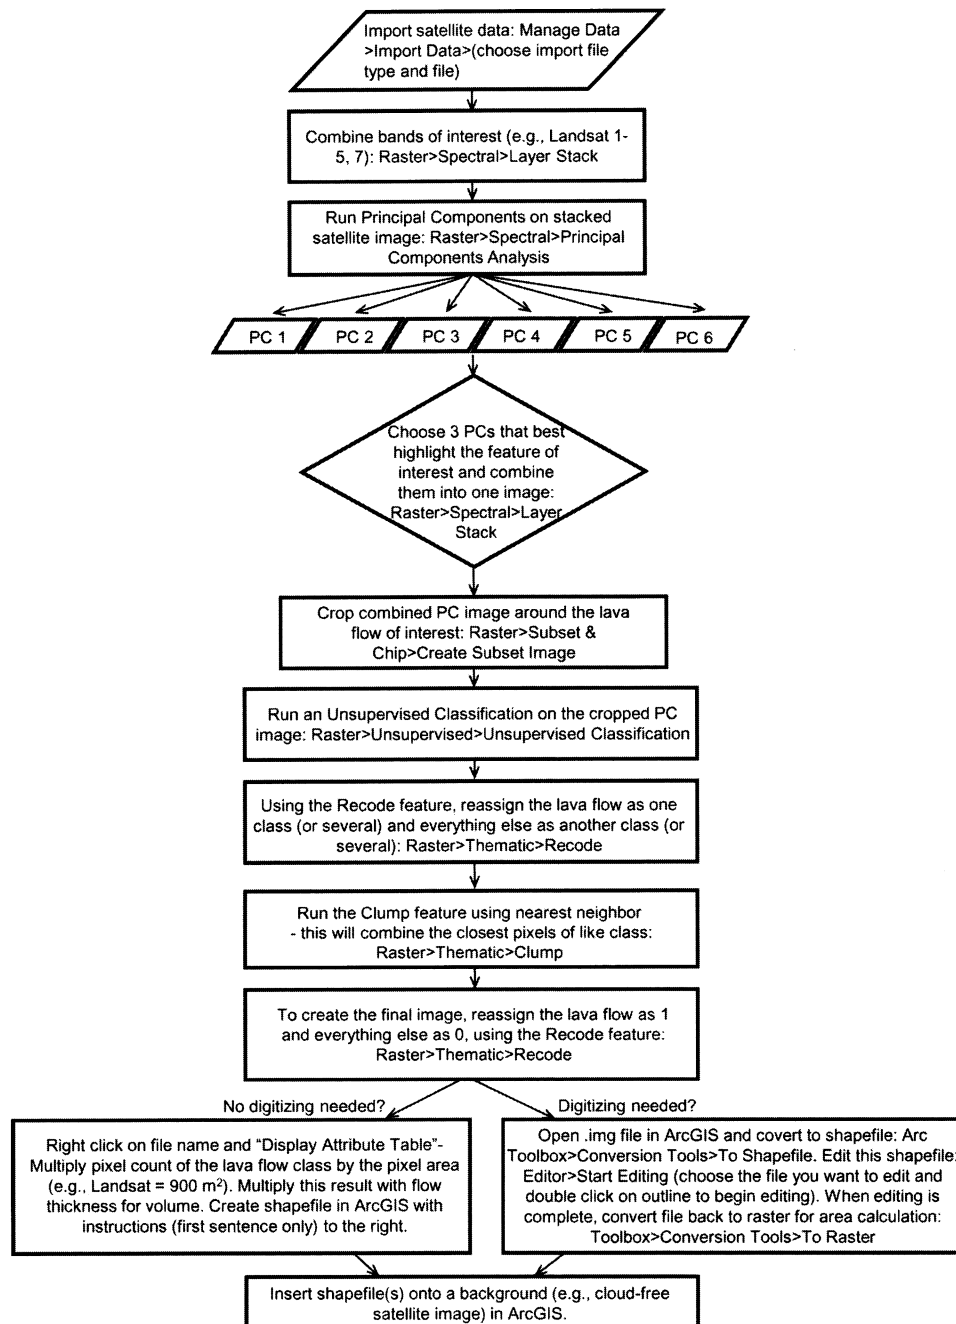 Import satellite data: Manage Data
>Import Data>(choose import file
type and file)
Combine bands of interest (e.g., Landsat 1-
5, 7): Raster>Spectral>Layer Stack
Run Principal Components on stacked
satellite image: Raster>Spectral>Principal
Components Analysis
PC 1 PC 2 PC 3 PC 4 PC 5 PC 6
Choose 3 PCs that best
highlight the feature of
interest and combine
them into one image:
Raster>Spectral>Layer
Stack
Crop combined PC image around the lava
flow of interest: Raster>Subset &
Chip>Create Subset Image
Run an Unsupervised Classification on the cropped PC
image: Raster>Unsupervised>Unsupervised Classification
Using the Recode feature, reassign the lava flow as one
class (or several) and everything else as another class (or
several): Raster>Thematic>Recode
Run the Clump feature using nearest neighbor
- this will combine the closest pixels of like class:
Raster>Thematic>Clump
To create the final image, reassign the lava flow as 1
and everything else as 0, using the Recode feature:
Raster>Thematic>Recode
No digitizing needed?
Right click on file name and “Display Attribute Table”-
Multiply pixel count of the lava flow class by the pixel area
(e.g., Landsat = 900 m²). Multiply this result with flow
thickness for volume. Create shapefile in ArcGIS with
instructions (first sentence only) to the right.
Digitizing needed?
Open .img file in ArcGIS and covert to shapefile: Arc
Toolbox>Conversion Tools>To Shapefile. Edit this shapefile:
Editor>Start Editing (choose the file you want to edit and
double click on outline to begin editing). When editing is
complete, convert file back to raster for area calculation:
Toolbox>Conversion Tools>To Raster
Insert shapefile(s) onto a background (e.g., cloud-free
satellite image) in ArcGIS.